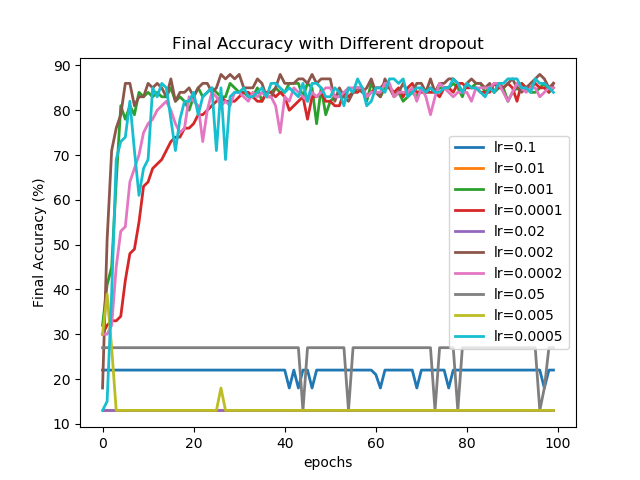 Final Accuracy with Different dropout
Final Accuracy (%)
90
80
70
60
50
40
30
20
10
0
20
40
60
80
100
epochs
lr=0.1
lr=0.01
lr=0.001
lr=0.0001
lr=0.02
lr=0.002
lr=0.0002
lr=0.05
lr=0.005
lr=0.0005